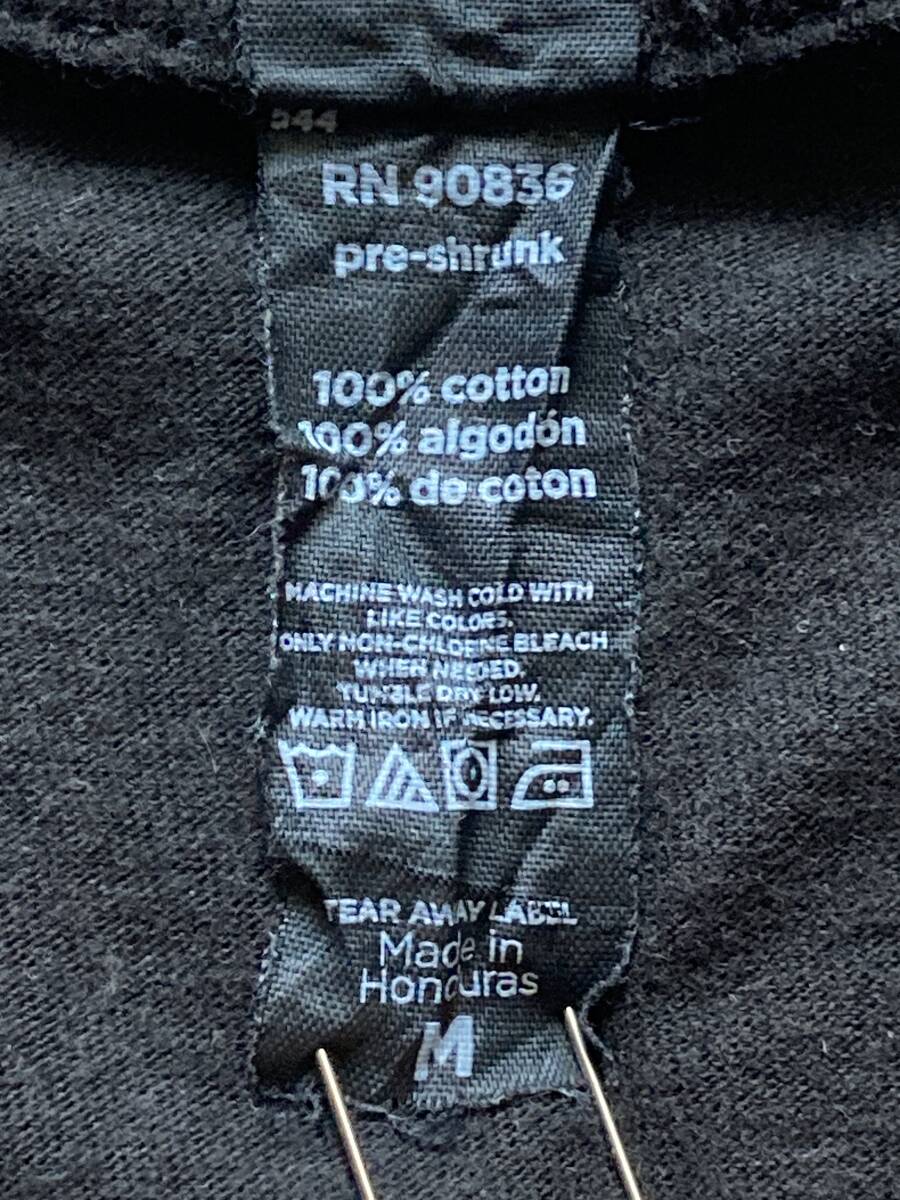 544
RN 90836
pre-shrunk
100% cotton
100% algodón
100% de coton
MACHINE WASH COLD WITH
LIKE COLORS.
ONLY NON-CHLORINE BLEACH
WHEN NEEDED.
TUMBLE DRY LOW.
WARM IRON IF NECESSARY.
TEAR AWAY LABEL
Made in
Honduras
M